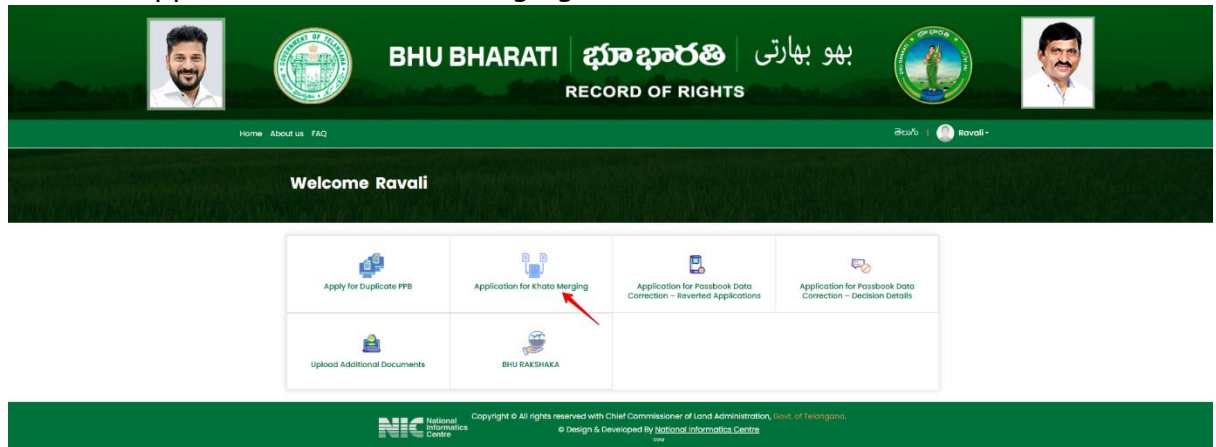 BHU BHARATI భూ భారతి بھو بھارتی
RECORD OF RIGHTS
Home About us FAQ
తెలుగు | Ravali
Welcome Ravali
Apply for Duplicate PPB
Application for Khata Merging
Application for Passbook Data
Correction – Reverted Applications
Application for Passbook Data
Correction – Decision Details
Upload Additional Documents
BHU RAKSHAKA
NIC National
Informatics
Centre
Copyright © All rights reserved with Chief Commissioner of Land Administration, Govt. of Telangana.
© Design & Developed By National Informatics Centre